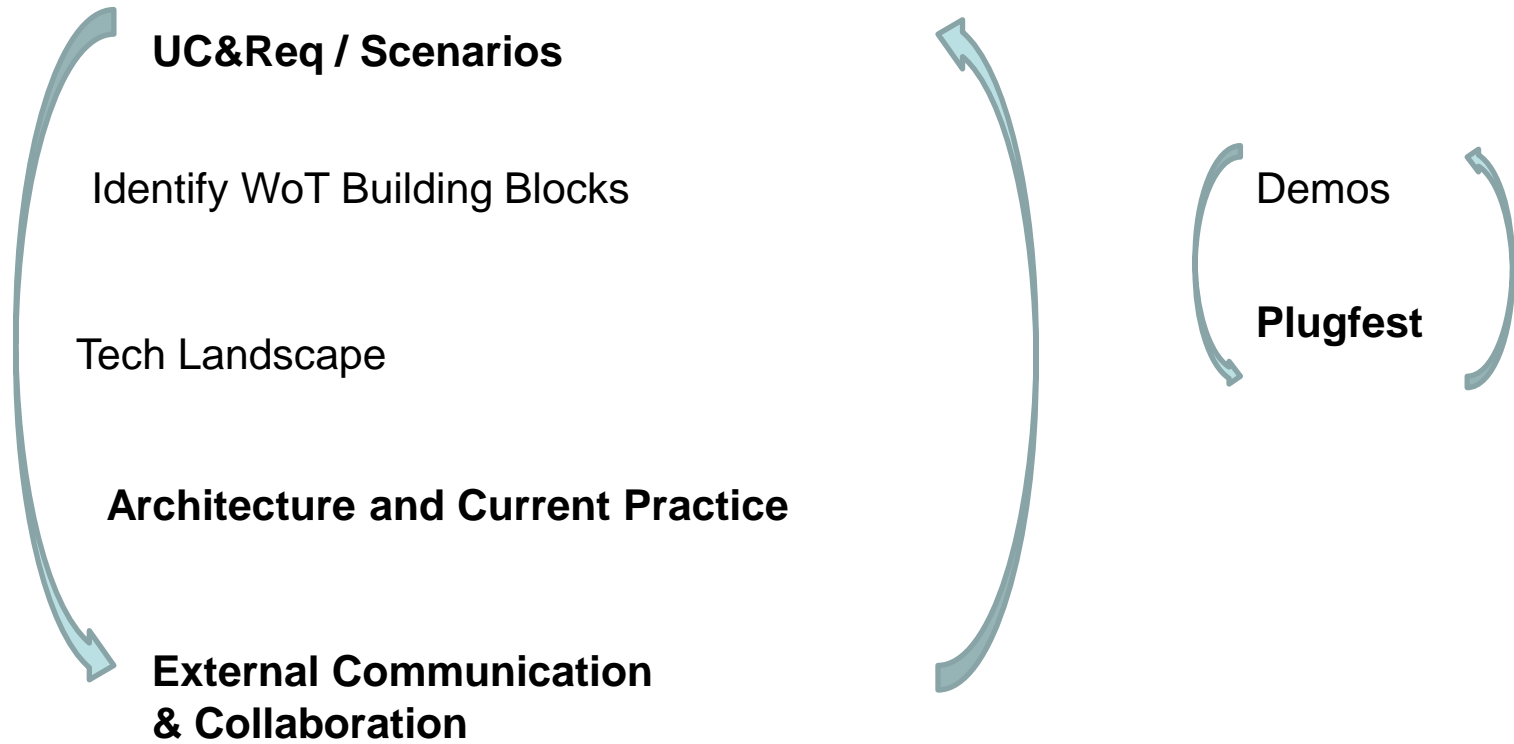 UC&Req / Scenarios
Identify WoT Building Blocks
Tech Landscape
Architecture and Current Practice
External Communication
& Collaboration
Demos
Plugfest